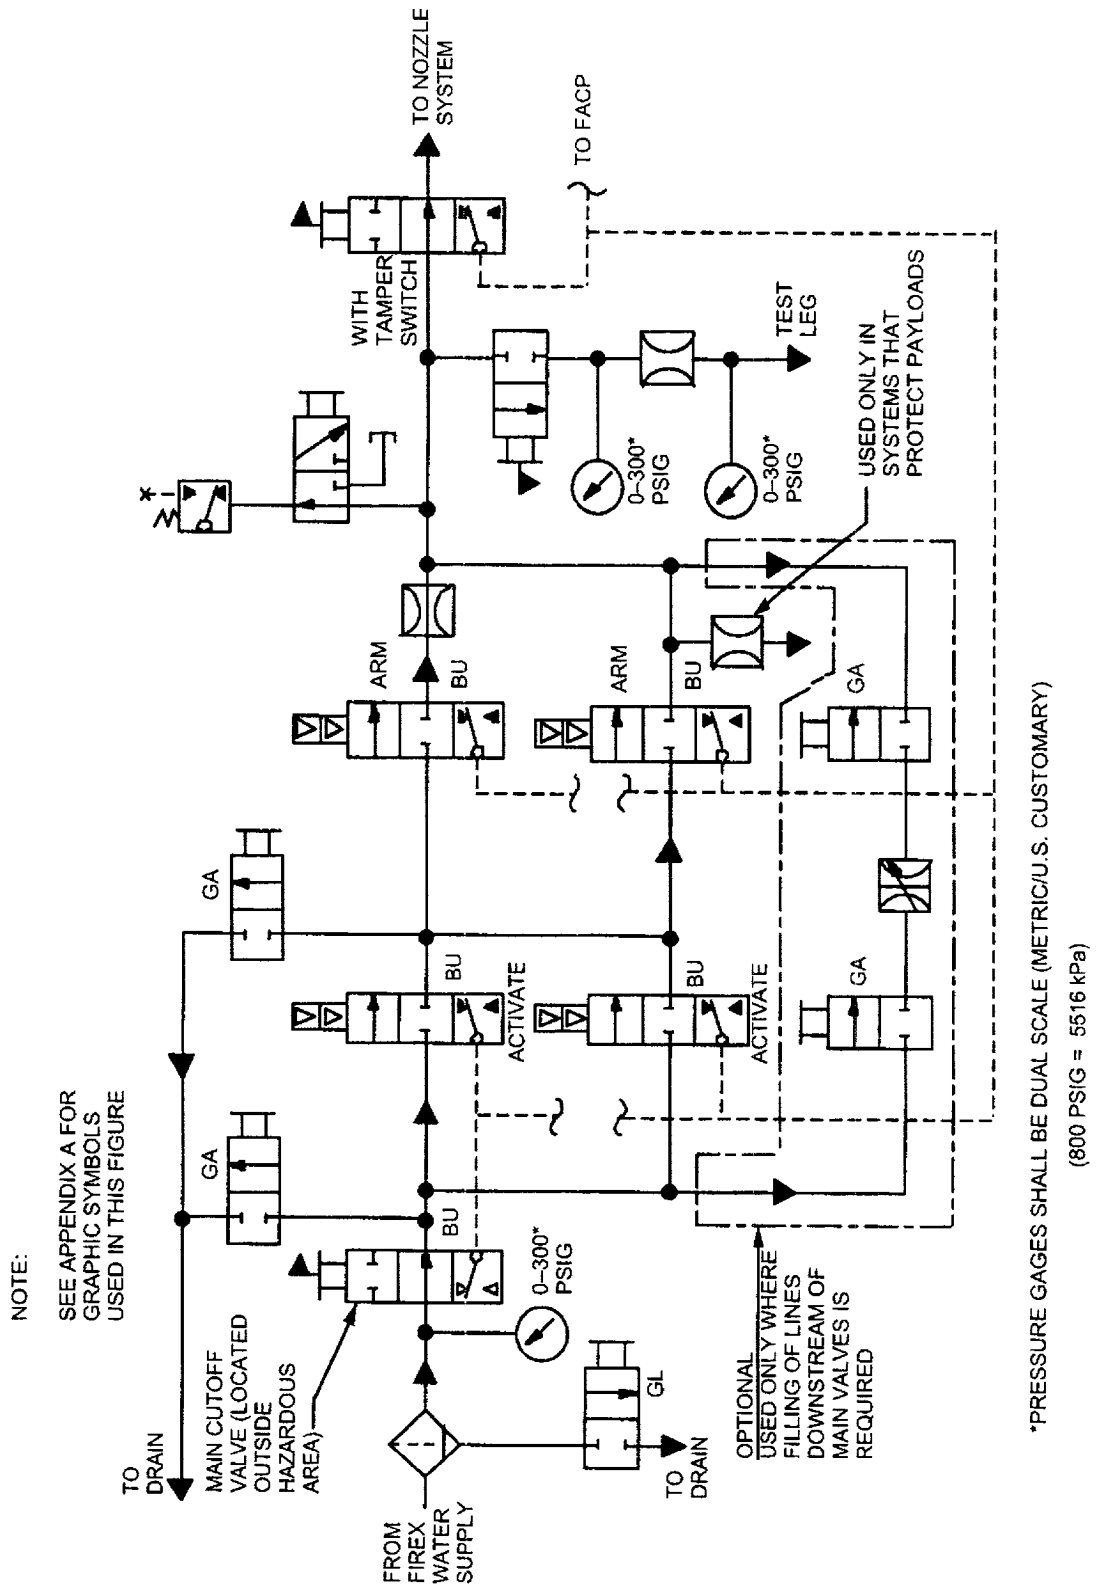 NOTE:
SEE APPENDIX A FOR
GRAPHIC SYMBOLS
USED IN THIS FIGURE
TO
DRAIN
GA
GA
MAIN CUTOFF
VALVE (LOCATED
OUTSIDE
HAZARDOUS
AREA)
*
FROM
FIREX
WATER
SUPPLY
BU
BU
ACTIVATE
ARM
BU
WITH
TAMPER
SWITCH
TO NOZZLE
SYSTEM
0–300*
PSIG
GL
TO
DRAIN
BU
ACTIVATE
ARM
BU
0–300*
PSIG
0–300*
PSIG
TEST
LEG
TO FACP
OPTIONAL
USED ONLY WHERE
FILLING OF LINES
DOWNSTREAM OF
MAIN VALVES IS
REQUIRED
GA
GA
USED ONLY IN
SYSTEMS THAT
PROTECT PAYLOADS
*PRESSURE GAGES SHALL BE DUAL SCALE (METRIC/U.S. CUSTOMARY)
(800 PSIG = 5516 kPa)